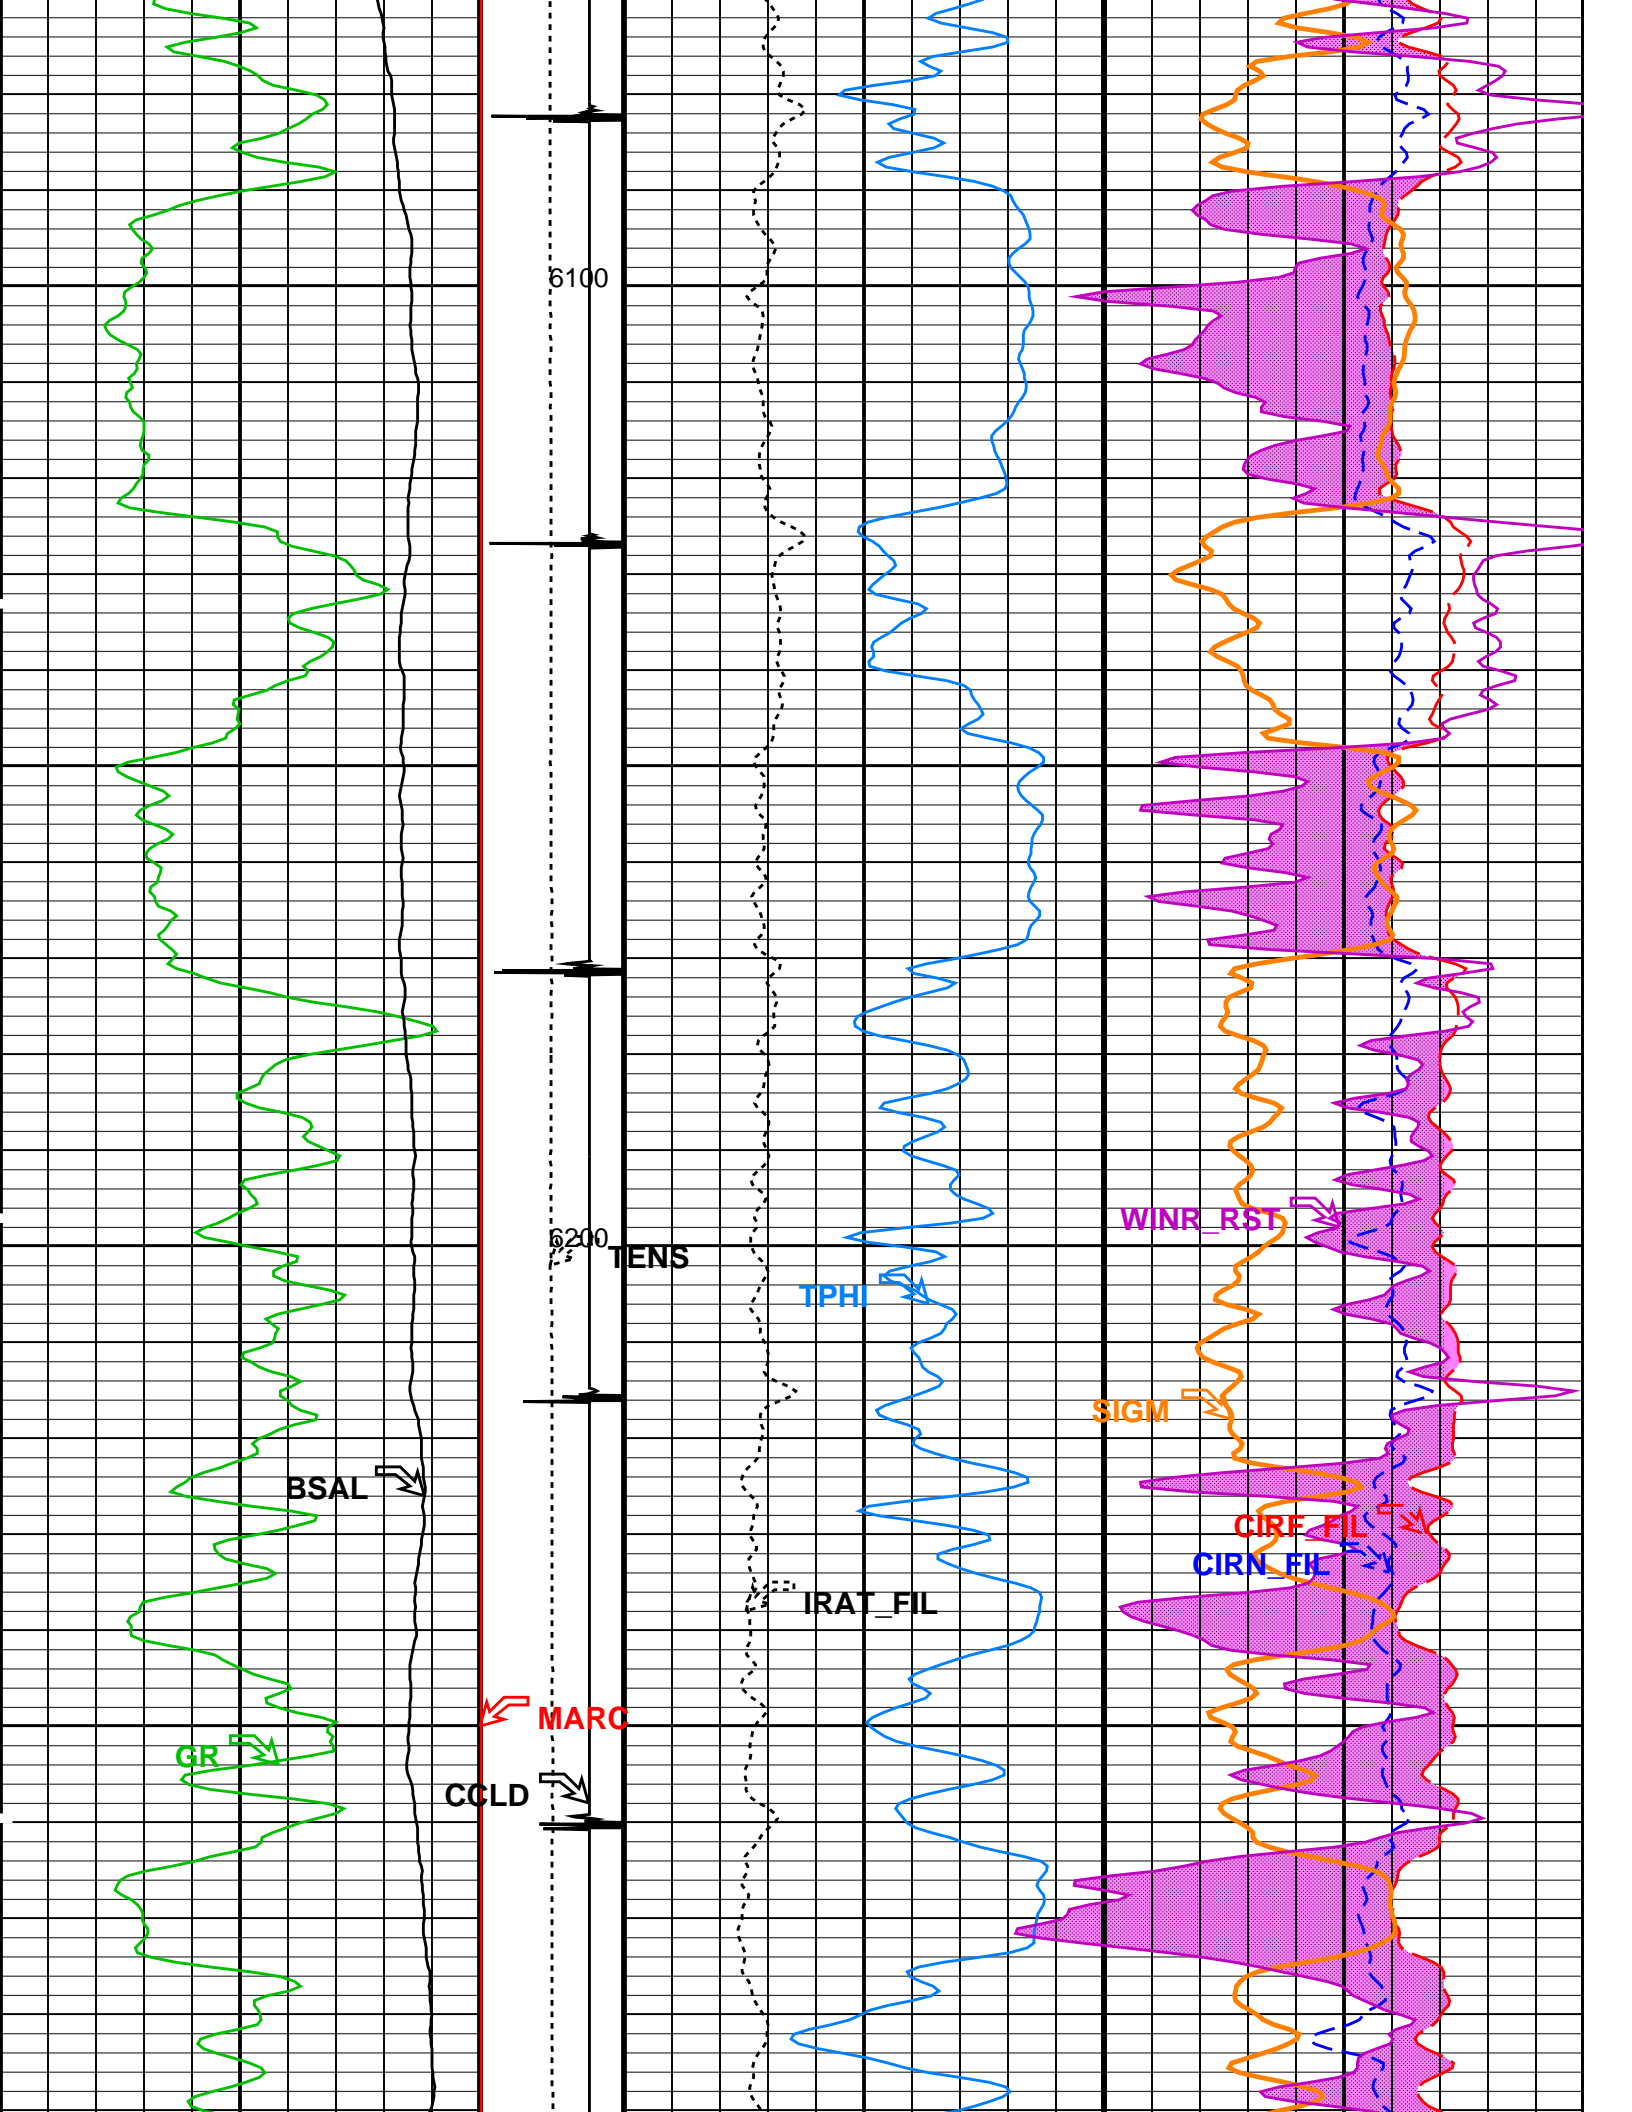 6100
WINR_RST
6200
TENS
TPHI
SIGM
BSAL
CIRF_FIL
CIRN_FIL
IRAT_FIL
MARC
GR
CCLD